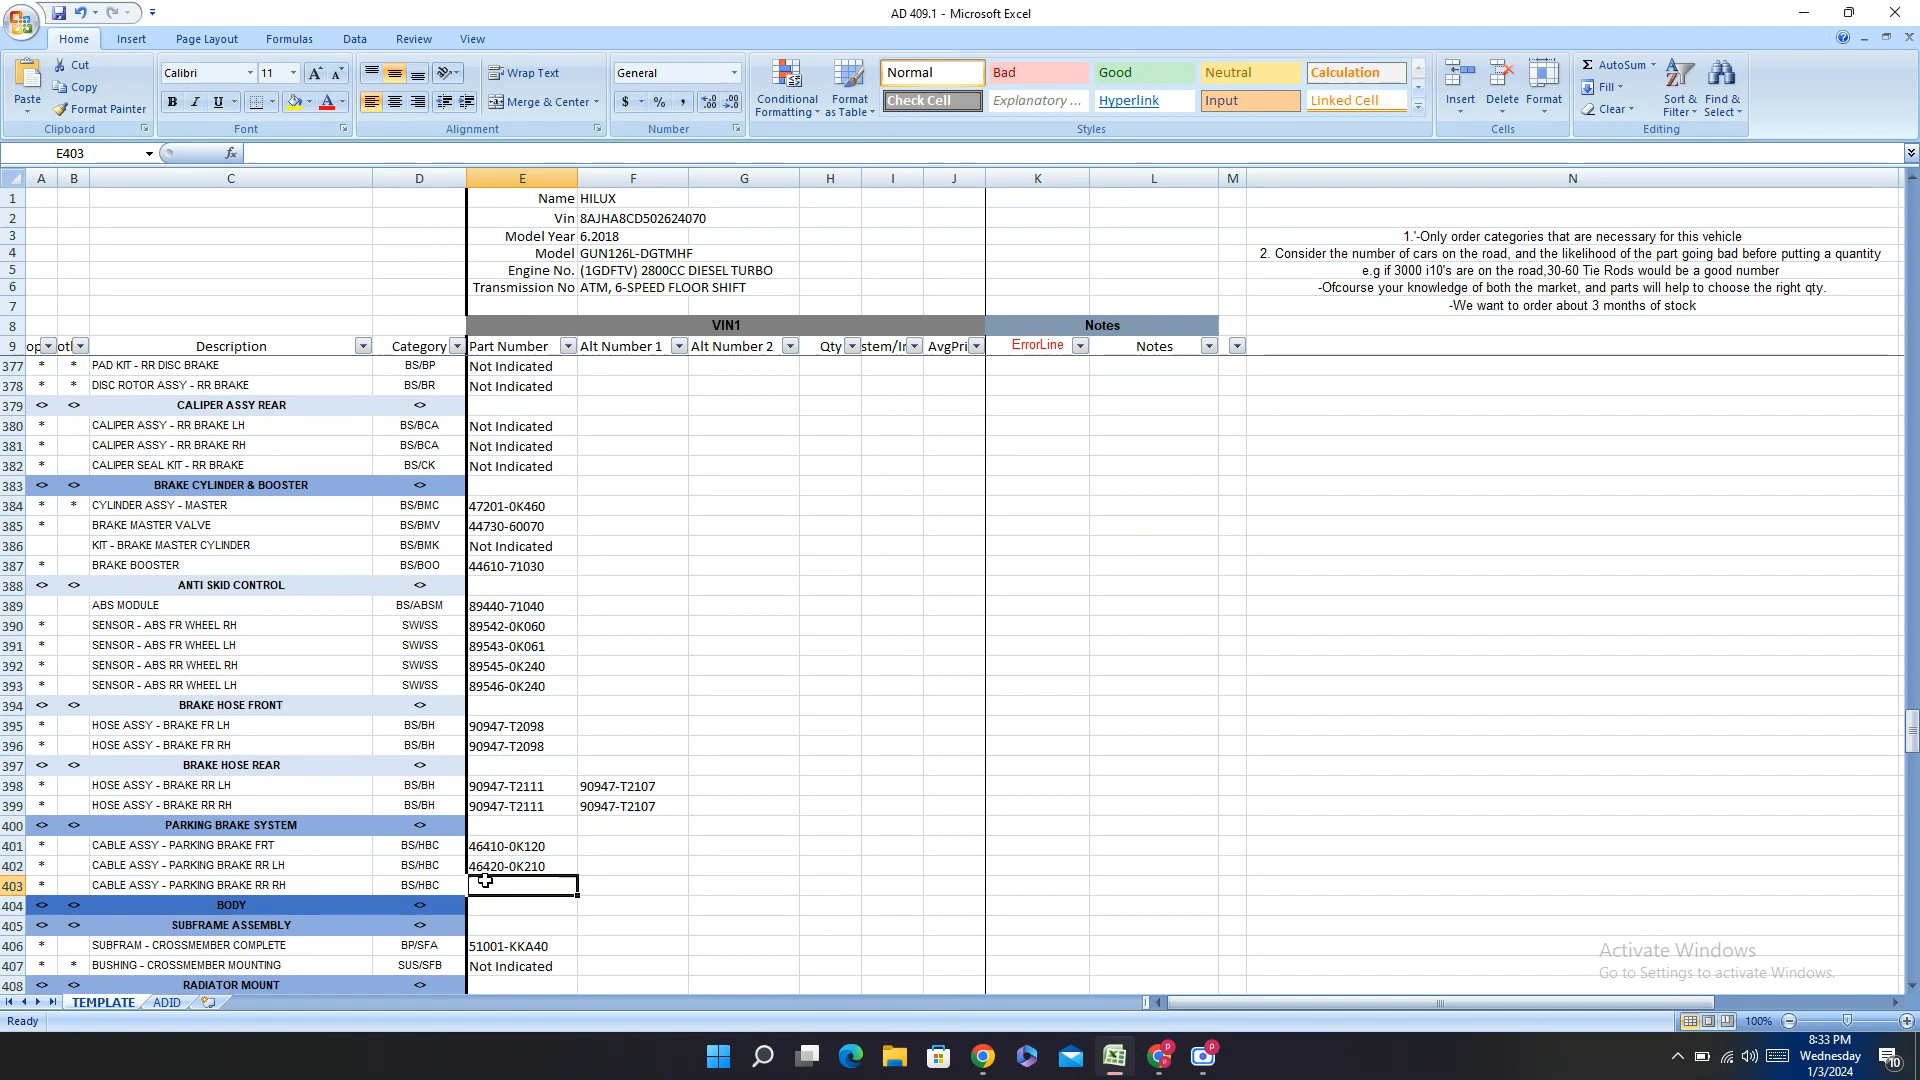 AD 409.1 - Microsoft Excel
Home Insert Page Layout Formulas Data Review View
Cut
Copy
Format Painter
Paste
Clipboard
Calibri 11
B I U
Font
Wrap Text
Merge & Center
Alignment
General
$ % ,
Number
Conditional Formatting
Format as Table
Normal Bad Good Neutral Calculation
Check Cell Explanatory ... Hyperlink Input Linked Cell
Styles
Insert Delete Format
Cells
Σ AutoSum
Fill
Clear
Sort & Filter
Find & Select
Editing
E403 fx
A B C D E F G H I J K L M N
1 Name HILUX
2 Vin 8AJHA8CD502624070
3 Model Year 6.2018 1.'-Only order categories that are necessary for this vehicle
4 Model GUN126L-DGTMHF 2. Consider the number of cars on the road, and the likelihood of the part going bad before putting a quantity
5 Engine No. (1GDFTV) 2800CC DIESEL TURBO e.g if 3000 i10's are on the road,30-60 Tie Rods would be a good number
6 Transmission No ATM, 6-SPEED FLOOR SHIFT -Ofcourse your knowledge of both the market, and parts will help to choose the right qty.
7 -We want to order about 3 months of stock
8 VIN1 Notes
9 op otl Description Category Part Number Alt Number 1 Alt Number 2 Qty stem/In AvgPri ErrorLine Notes
377 * * PAD KIT - RR DISC BRAKE BS/BP Not Indicated
378 * * DISC ROTOR ASSY - RR BRAKE BS/BR Not Indicated
379 <> <> CALIPER ASSY REAR <>
380 * CALIPER ASSY - RR BRAKE LH BS/BCA Not Indicated
381 * CALIPER ASSY - RR BRAKE RH BS/BCA Not Indicated
382 * CALIPER SEAL KIT - RR BRAKE BS/CK Not Indicated
383 <> <> BRAKE CYLINDER & BOOSTER <>
384 * * CYLINDER ASSY - MASTER BS/BMC 47201-0K460
385 * BRAKE MASTER VALVE BS/BMV 44730-60070
386 KIT - BRAKE MASTER CYLINDER BS/BMK Not Indicated
387 * BRAKE BOOSTER BS/BOO 44610-71030
388 <> <> ANTI SKID CONTROL <>
389 ABS MODULE BS/ABSM 89440-71040
390 * SENSOR - ABS FR WHEEL RH SWI/SS 89542-0K060
391 * SENSOR - ABS FR WHEEL LH SWI/SS 89543-0K061
392 * SENSOR - ABS RR WHEEL RH SWI/SS 89545-0K240
393 * SENSOR - ABS RR WHEEL LH SWI/SS 89546-0K240
394 <> <> BRAKE HOSE FRONT <>
395 * HOSE ASSY - BRAKE FR LH BS/BH 90947-T2098
396 * HOSE ASSY - BRAKE FR RH BS/BH 90947-T2098
397 <> <> BRAKE HOSE REAR <>
398 * HOSE ASSY - BRAKE RR LH BS/BH 90947-T2111 90947-T2107
399 * HOSE ASSY - BRAKE RR RH BS/BH 90947-T2111 90947-T2107
400 <> <> PARKING BRAKE SYSTEM <>
401 * CABLE ASSY - PARKING BRAKE FRT BS/HBC 46410-0K120
402 * CABLE ASSY - PARKING BRAKE RR LH BS/HBC 46420-0K210
403 * CABLE ASSY - PARKING BRAKE RR RH BS/HBC
404 <> <> BODY <>
405 <> <> SUBFRAME ASSEMBLY <>
406 * SUBFRAM - CROSSMEMBER COMPLETE BP/SFA 51001-KKA40
407 * * BUSHING - CROSSMEMBER MOUNTING SUS/SFB Not Indicated
408 <> <> RADIATOR MOUNT <>
Activate Windows
Go to Settings to activate Windows.
TEMPLATE ADID
Ready 100%
8:33 PM
Wednesday
1/3/2024
10